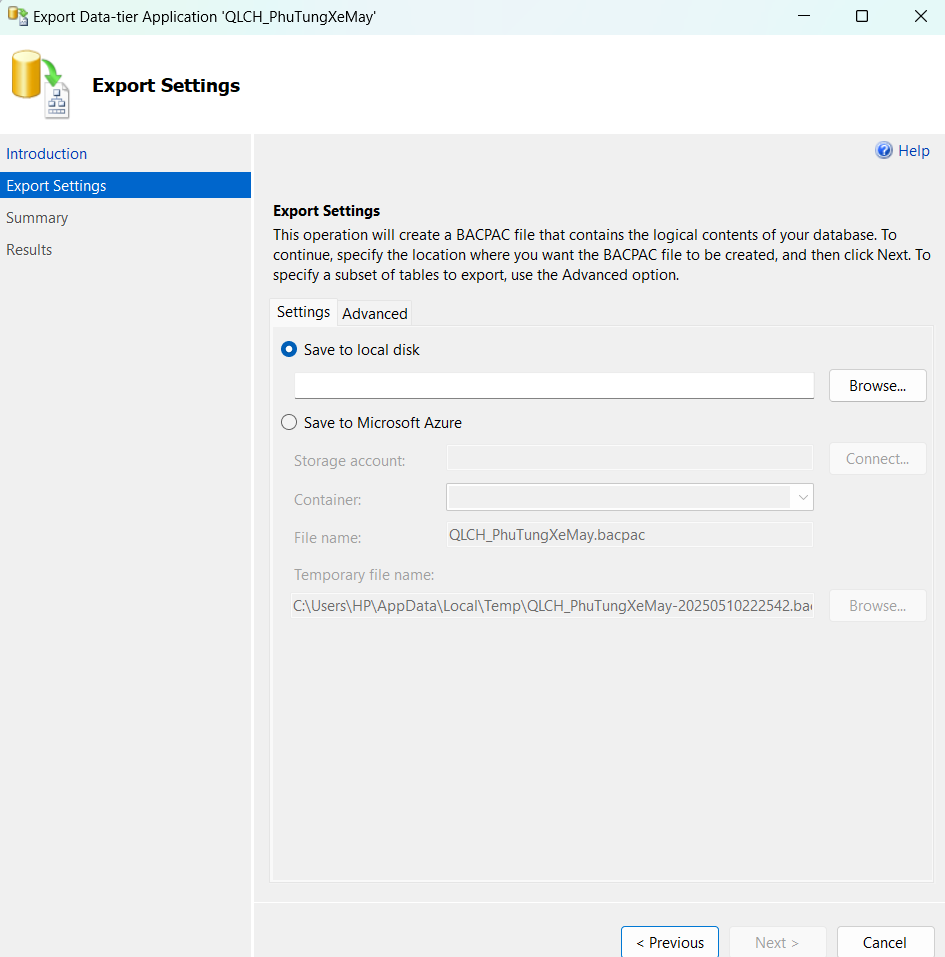 Export Data-tier Application 'QLCH_PhuTungXeMay'
Export Settings
Introduction
Export Settings
Summary
Results
Help
Export Settings
This operation will create a BACPAC file that contains the logical contents of your database. To
continue, specify the location where you want the BACPAC file to be created, and then click Next. To
specify a subset of tables to export, use the Advanced option.
Settings Advanced
Save to local disk
Browse...
Save to Microsoft Azure
Storage account: Connect...
Container:
File name: QLCH_PhuTungXeMay.bacpac
Temporary file name:
C:\Users\HP\AppData\Local\Temp\QLCH_PhuTungXeMay-20250510222542.bac Browse...
< Previous Next > Cancel